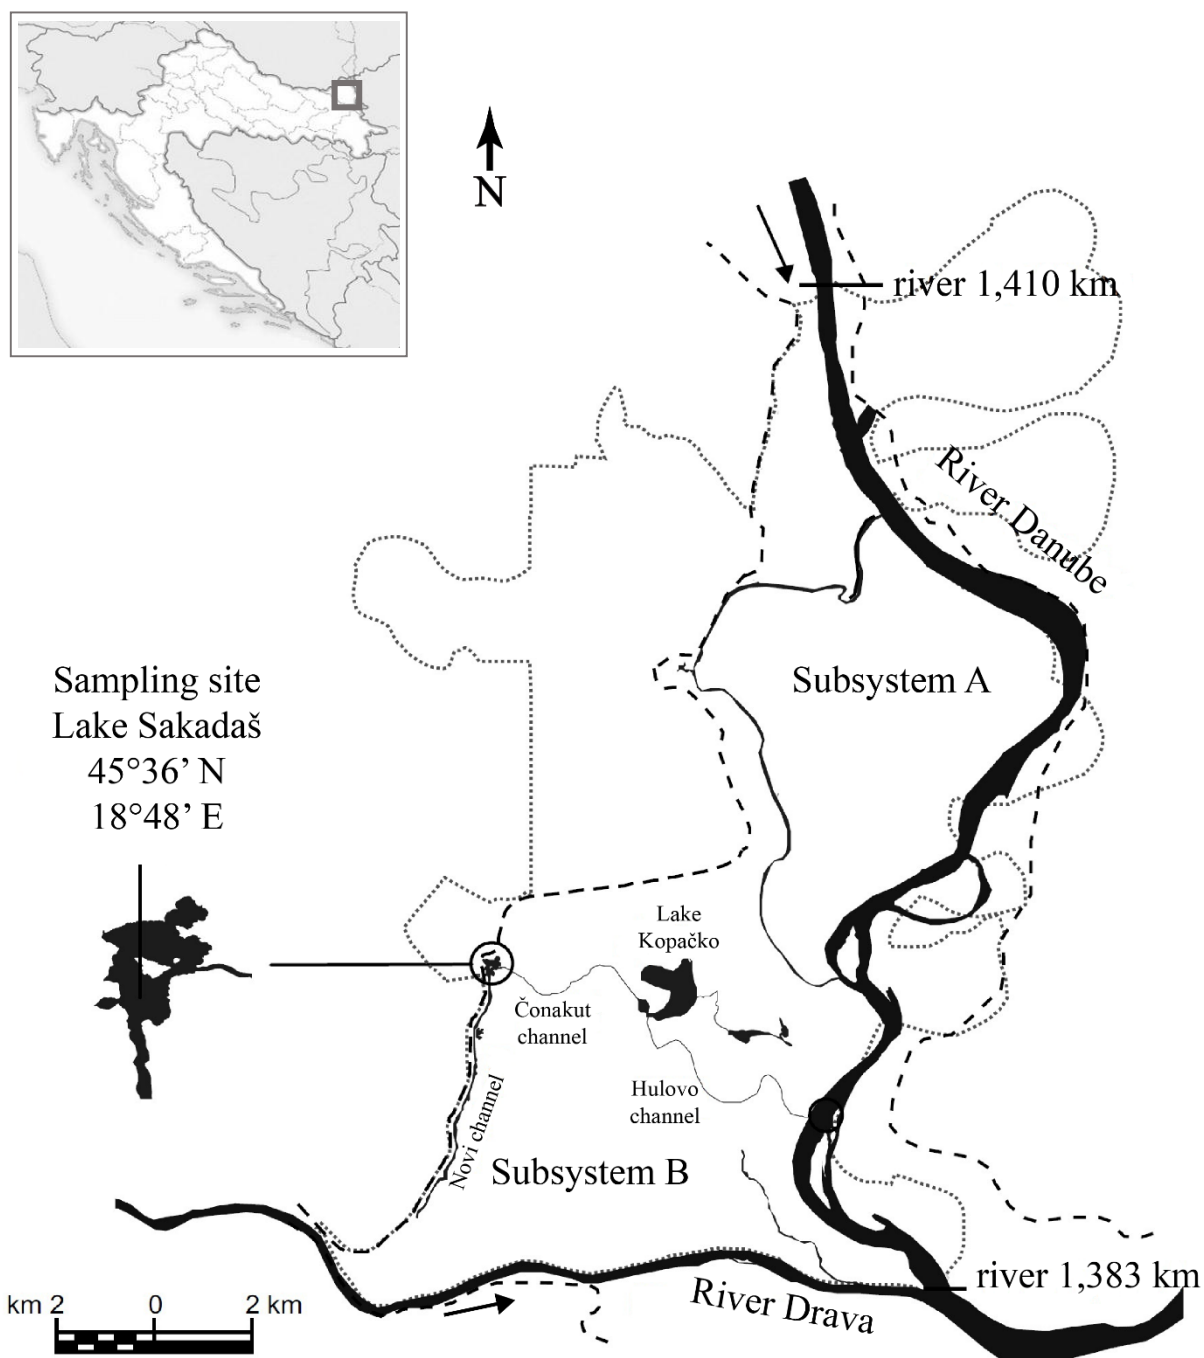 N
river 1,410 km
River Danube
Subsystem A
Sampling site
Lake Sakadaš
45°36’ N
18°48’ E
Lake
Kopačko
Čonakut
channel
Hulovo
channel
Novi channel
Subsystem B
river 1,383 km
River Drava
km 2 0 2 km